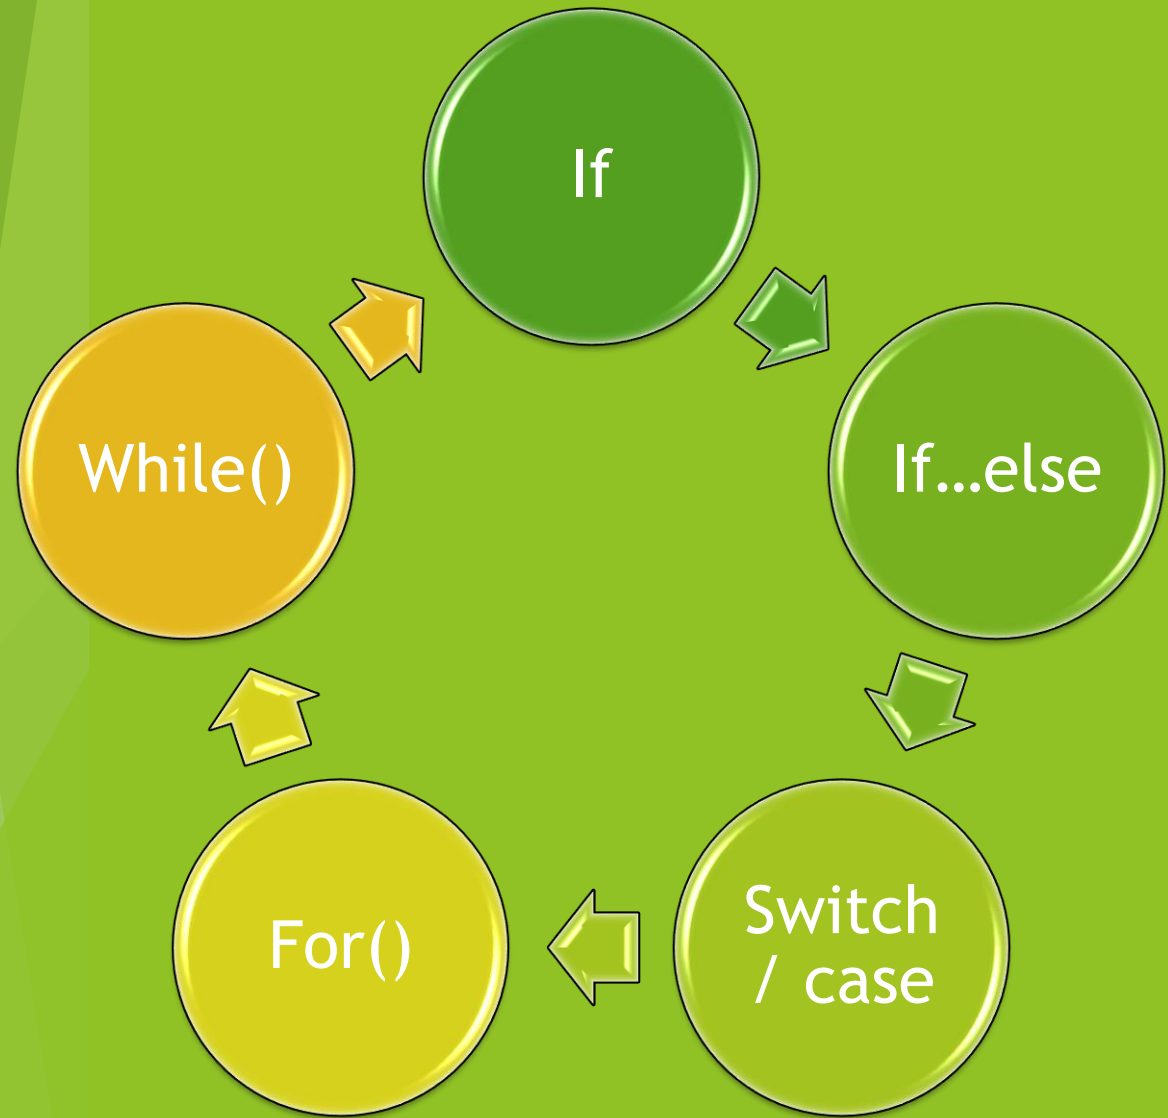 If
If...else
Switch
/ case
For()
While()